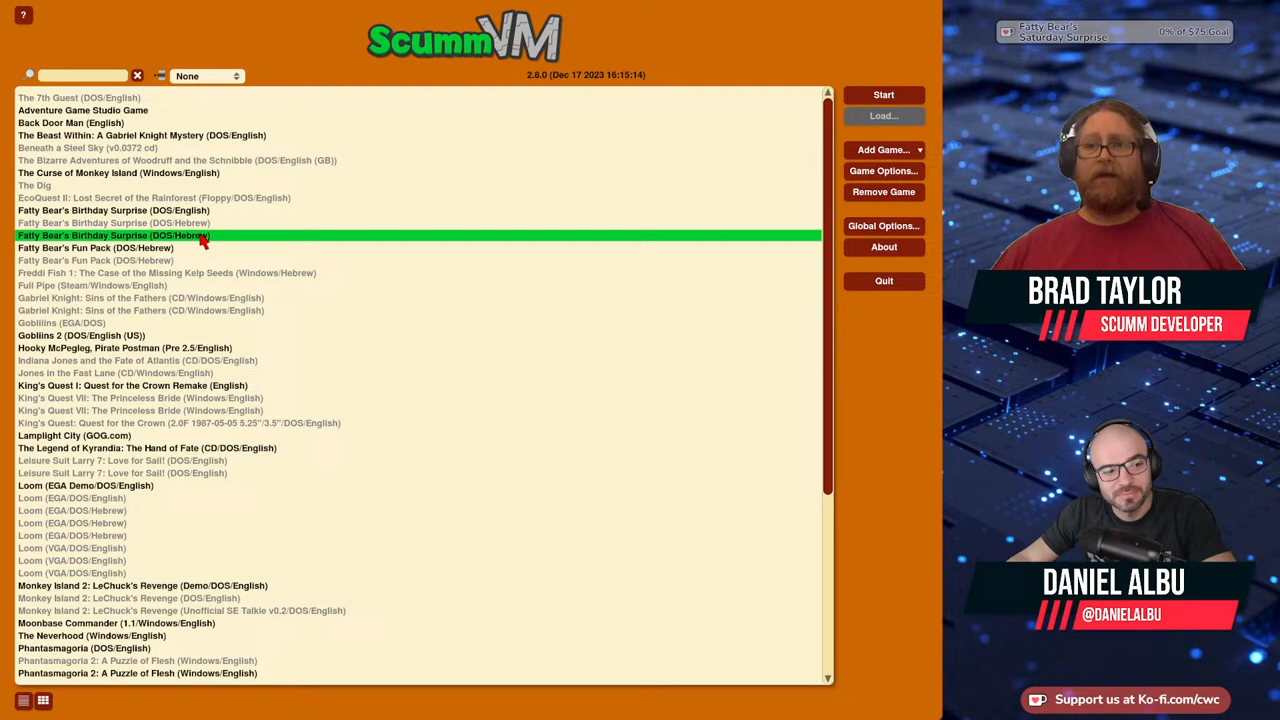 ?
ScummVM
None
2.8.0 (Dec 17 2023 16:15:14)
The 7th Guest (DOS/English)
Adventure Game Studio Game
Back Door Man (English)
The Beast Within: A Gabriel Knight Mystery (DOS/English)
Beneath a Steel Sky (v0.0372 cd)
The Bizarre Adventures of Woodruff and the Schnibble (DOS/English (GB))
The Curse of Monkey Island (Windows/English)
The Dig
EcoQuest II: Lost Secret of the Rainforest (Floppy/DOS/English)
Fatty Bear's Birthday Surprise (DOS/English)
Fatty Bear's Birthday Surprise (DOS/Hebrew)
Fatty Bear's Birthday Surprise (DOS/Hebrew)
Fatty Bear's Fun Pack (DOS/Hebrew)
Fatty Bear's Fun Pack (DOS/Hebrew)
Freddi Fish 1: The Case of the Missing Kelp Seeds (Windows/Hebrew)
Full Pipe (Steam/Windows/English)
Gabriel Knight: Sins of the Fathers (CD/Windows/English)
Gabriel Knight: Sins of the Fathers (CD/Windows/English)
Gobliiins (EGA/DOS)
Gobliins 2 (DOS/English (US))
Hooky McPegleg, Pirate Postman (Pre 2.5/English)
Indiana Jones and the Fate of Atlantis (CD/DOS/English)
Jones in the Fast Lane (CD/Windows/English)
King's Quest I: Quest for the Crown Remake (English)
King's Quest VII: The Princeless Bride (Windows/English)
King's Quest VII: The Princeless Bride (Windows/English)
King's Quest: Quest for the Crown (2.0F 1987-05-05 5.25"/3.5"/DOS/English)
Lamplight City (GOG.com)
The Legend of Kyrandia: The Hand of Fate (CD/DOS/English)
Leisure Suit Larry 7: Love for Sail! (DOS/English)
Leisure Suit Larry 7: Love for Sail! (DOS/English)
Loom (EGA Demo/DOS/English)
Loom (EGA/DOS/English)
Loom (EGA/DOS/Hebrew)
Loom (EGA/DOS/Hebrew)
Loom (EGA/DOS/Hebrew)
Loom (VGA/DOS/English)
Loom (VGA/DOS/English)
Loom (VGA/DOS/English)
Monkey Island 2: LeChuck's Revenge (Demo/DOS/English)
Monkey Island 2: LeChuck's Revenge (DOS/English)
Monkey Island 2: LeChuck's Revenge (Unofficial SE Talkie v0.2/DOS/English)
Moonbase Commander (1.1/Windows/English)
The Neverhood (Windows/English)
Phantasmagoria (DOS/English)
Phantasmagoria 2: A Puzzle of Flesh (Windows/English)
Phantasmagoria 2: A Puzzle of Flesh (Windows/English)
Start
Load...
Add Game...
Game Options...
Remove Game
Global Options...
About
Quit
Fatty Bear's
Saturday Surprise
0% of $75 Goal
BRAD TAYLOR
SCUMM DEVELOPER
DANIEL ALBU
@DANIELALBU
Support us at Ko-fi.com/cwc